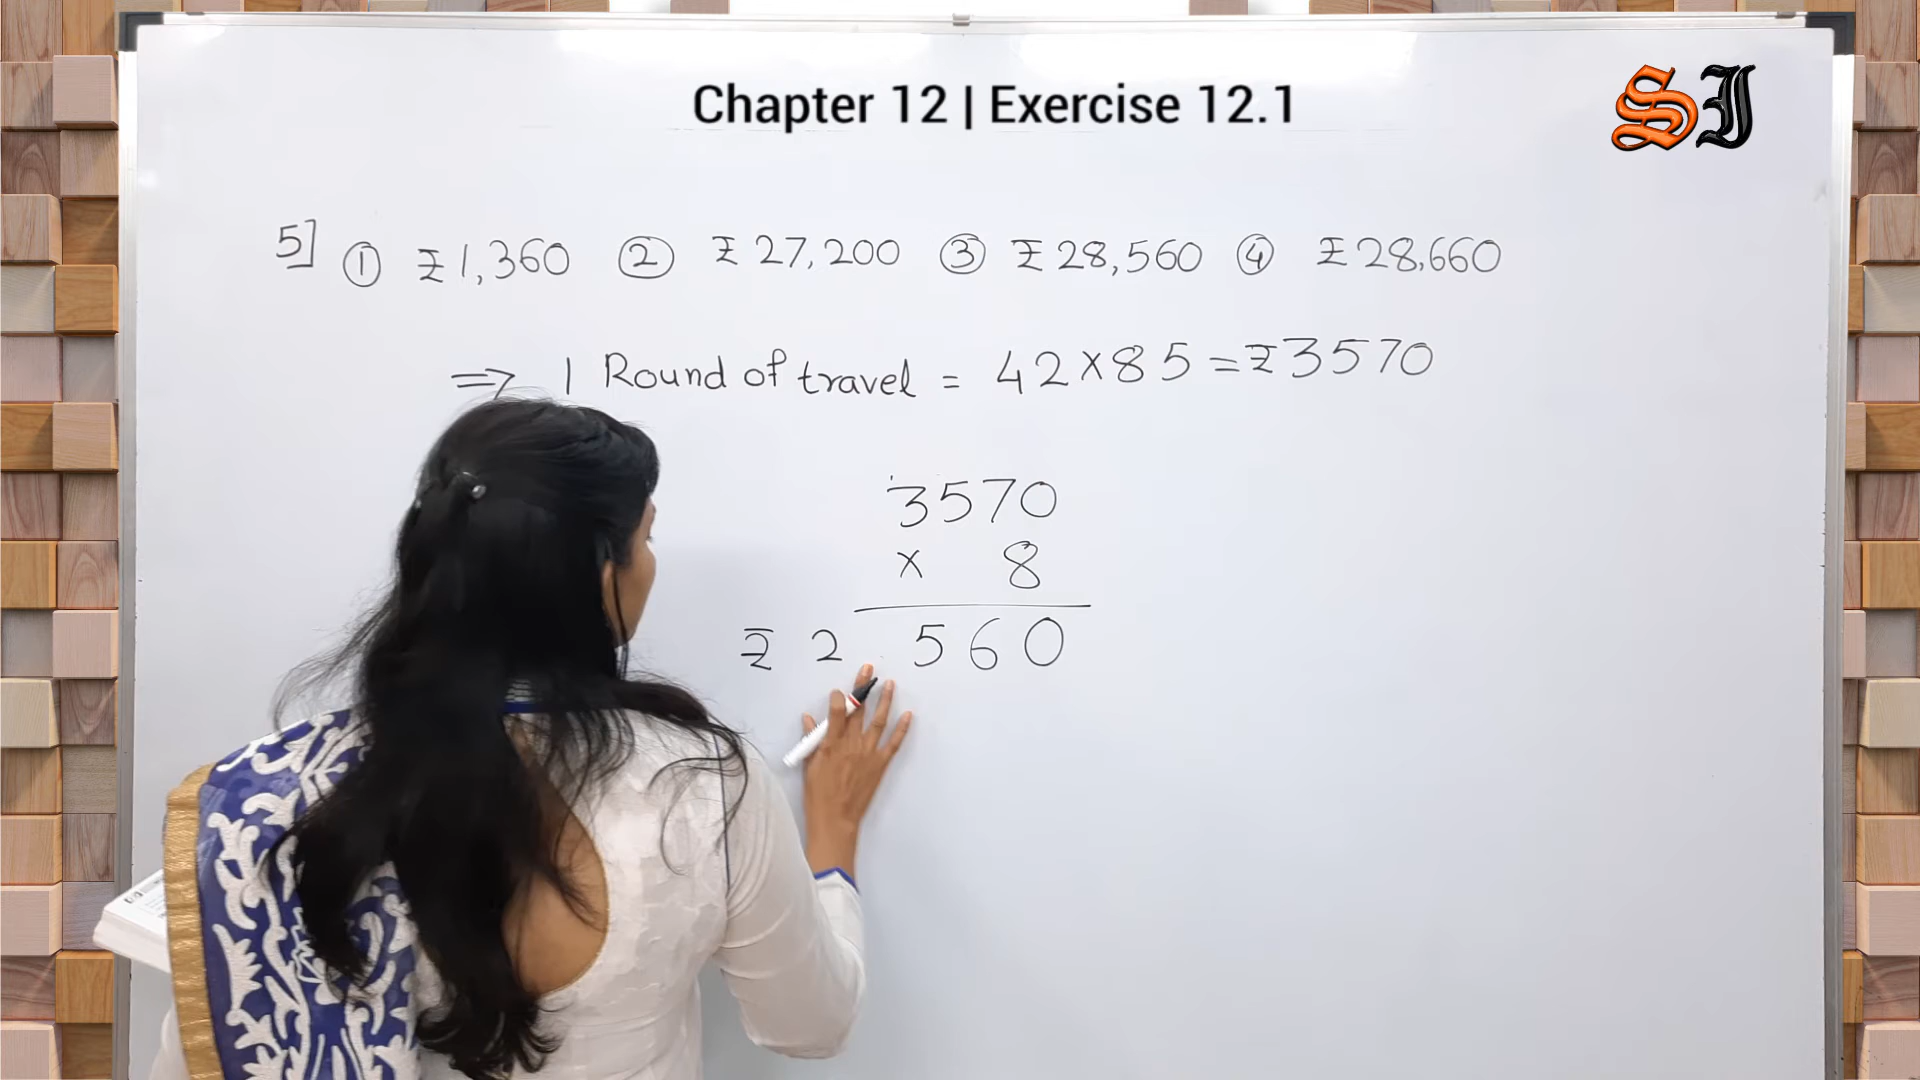 Chapter 12 | Exercise 12.1
SJ
5] ① ₹1,360 ② ₹27,200 ③ ₹28,560 ④ ₹28,660
⇒ 1 Round of travel = 42×85=₹3570
3570
× 8
₹ 2 560